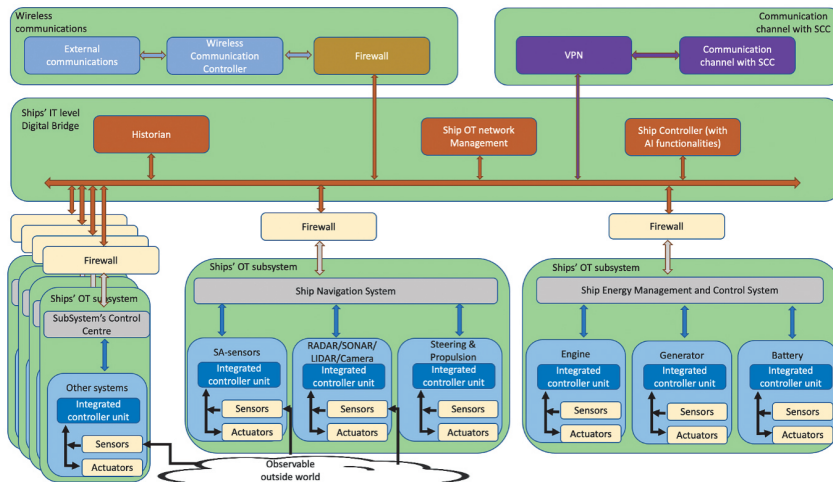 Wireless
communications
External
communications
Wireless
Communication
Controller
Firewall
Communication
channel with SCC
VPN
Communication
channel with SCC
Ships' IT level
Digital Bridge
Historian
Ship OT network
Management
Ship Controller (with
AI functionalities)
Firewall
Firewall
Firewall
Ships' OT subsystem
SubSystem's Control
Centre
Other systems
Integrated
controller unit
Sensors
Actuators
Ships' OT subsystem
Ship Navigation System
SA-sensors
Integrated
controller unit
Sensors
Actuators
RADAR/SONAR/
LIDAR/Camera
Integrated
controller unit
Sensors
Actuators
Steering &
Propulsion
Integrated
controller unit
Sensors
Actuators
Ships' OT subsystem
Ship Energy Management and Control System
Engine
Integrated
controller unit
Sensors
Actuators
Generator
Integrated
controller unit
Sensors
Actuators
Battery
Integrated
controller unit
Sensors
Actuators
Observable
outside world